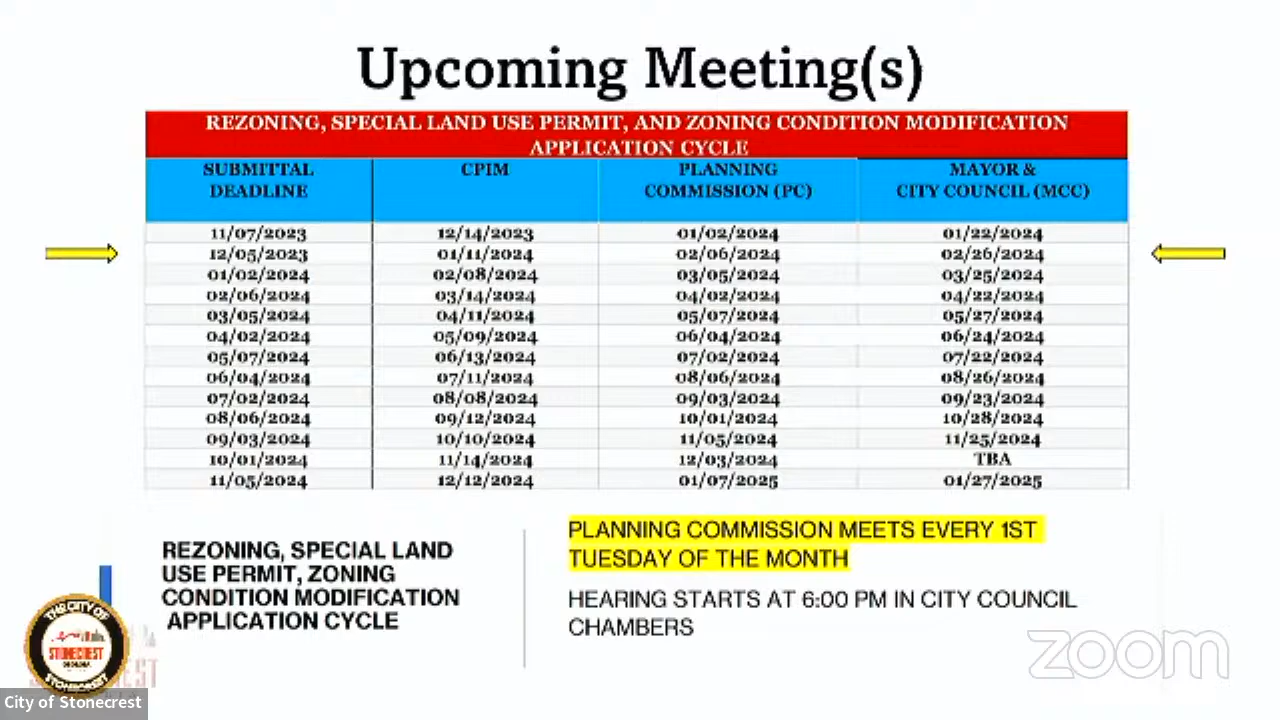 Upcoming Meeting(s)
REZONING, SPECIAL LAND USE PERMIT, AND ZONING CONDITION MODIFICATION
APPLICATION CYCLE
SUBMITTAL DEADLINE CPIM PLANNING COMMISSION (PC) MAYOR & CITY COUNCIL (MCC)
11/07/2023 12/14/2023 01/02/2024 01/22/2024
12/05/2023 01/11/2024 02/06/2024 02/26/2024
01/02/2024 02/08/2024 03/05/2024 03/25/2024
02/06/2024 03/14/2024 04/02/2024 04/22/2024
03/05/2024 04/11/2024 05/07/2024 05/27/2024
04/02/2024 05/09/2024 06/04/2024 06/24/2024
05/07/2024 06/13/2024 07/02/2024 07/22/2024
06/04/2024 07/11/2024 08/06/2024 08/26/2024
07/02/2024 08/08/2024 09/03/2024 09/23/2024
08/06/2024 09/12/2024 10/01/2024 10/28/2024
09/03/2024 10/10/2024 11/05/2024 11/25/2024
10/01/2024 11/14/2024 12/03/2024 TBA
11/05/2024 12/12/2024 01/07/2025 01/27/2025
REZONING, SPECIAL LAND
USE PERMIT, ZONING
CONDITION MODIFICATION
APPLICATION CYCLE
PLANNING COMMISSION MEETS EVERY 1ST
TUESDAY OF THE MONTH
HEARING STARTS AT 6:00 PM IN CITY COUNCIL
CHAMBERS
THE CITY OF
STONECREST
GEORGIA
STONECREST
zoom
City of Stonecrest